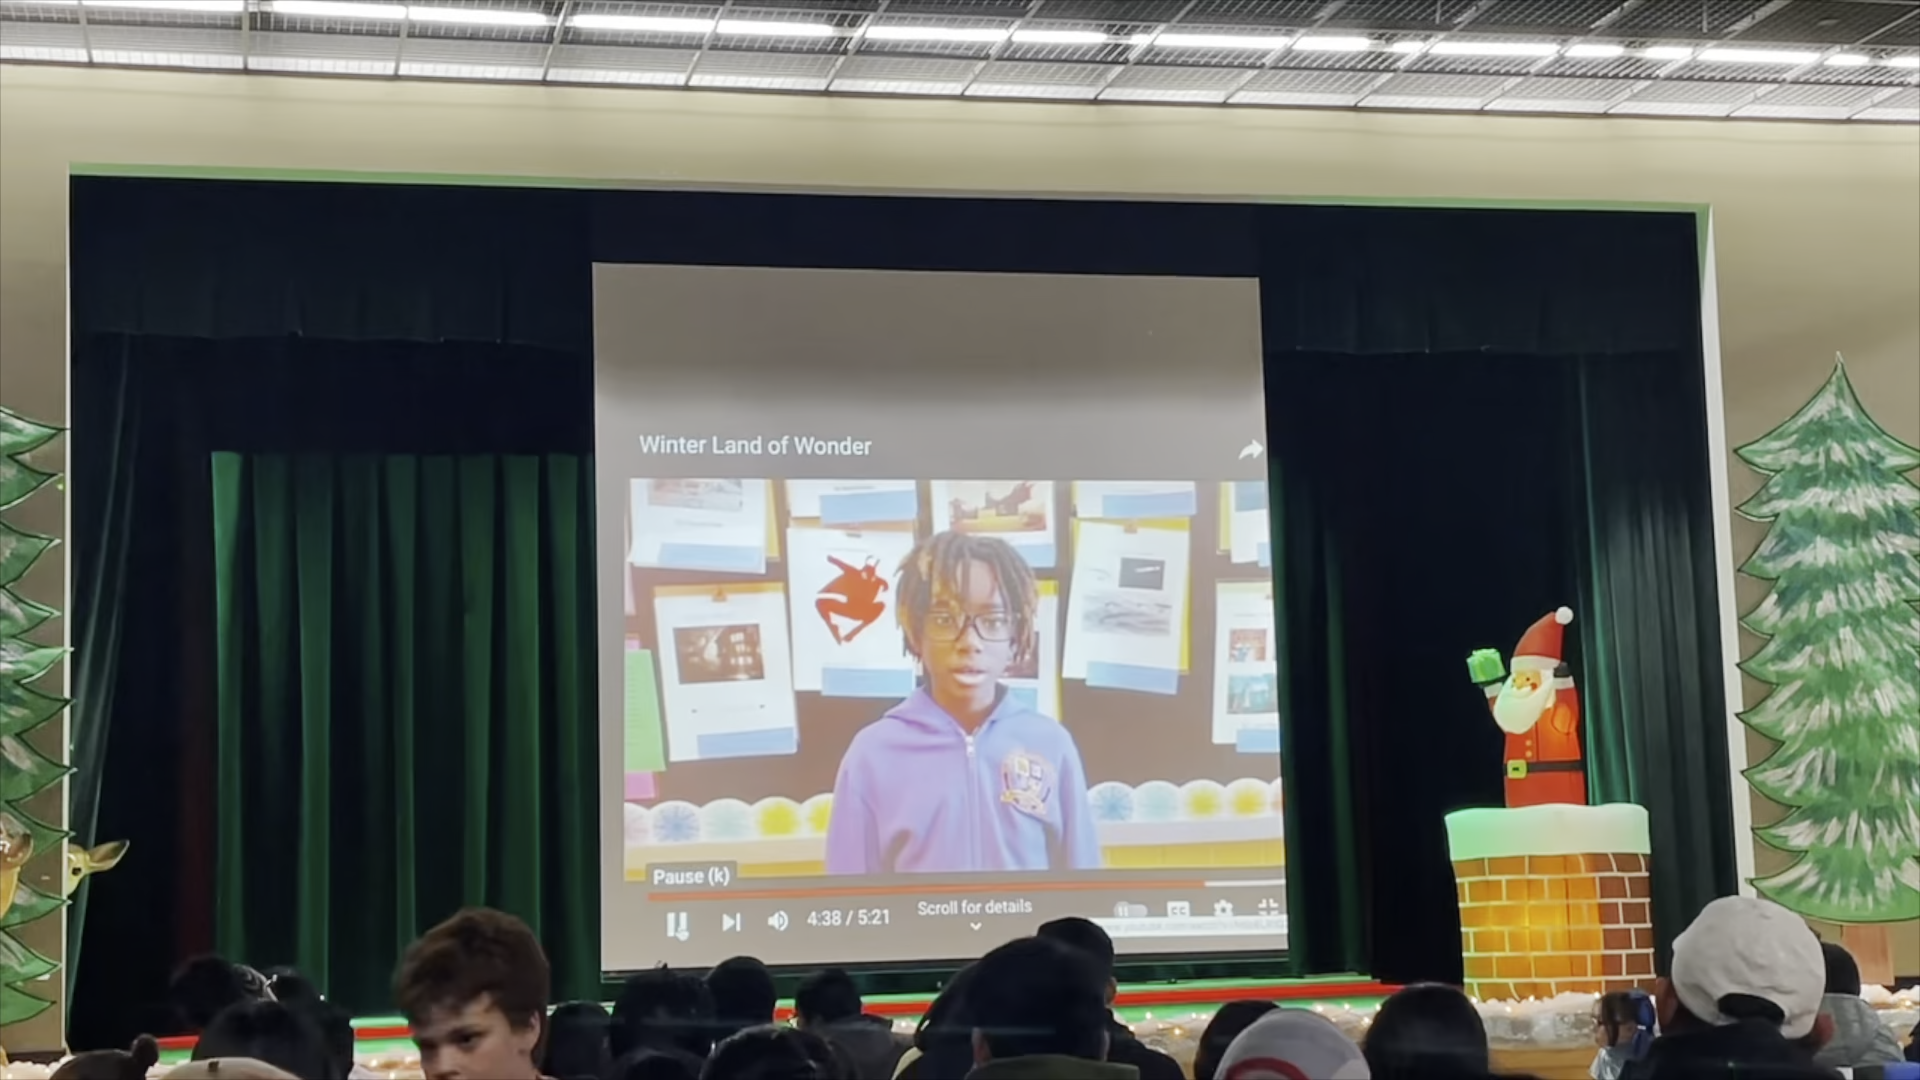 Winter Land of Wonder
Pause (k)
4:38 / 5:21
Scroll for details